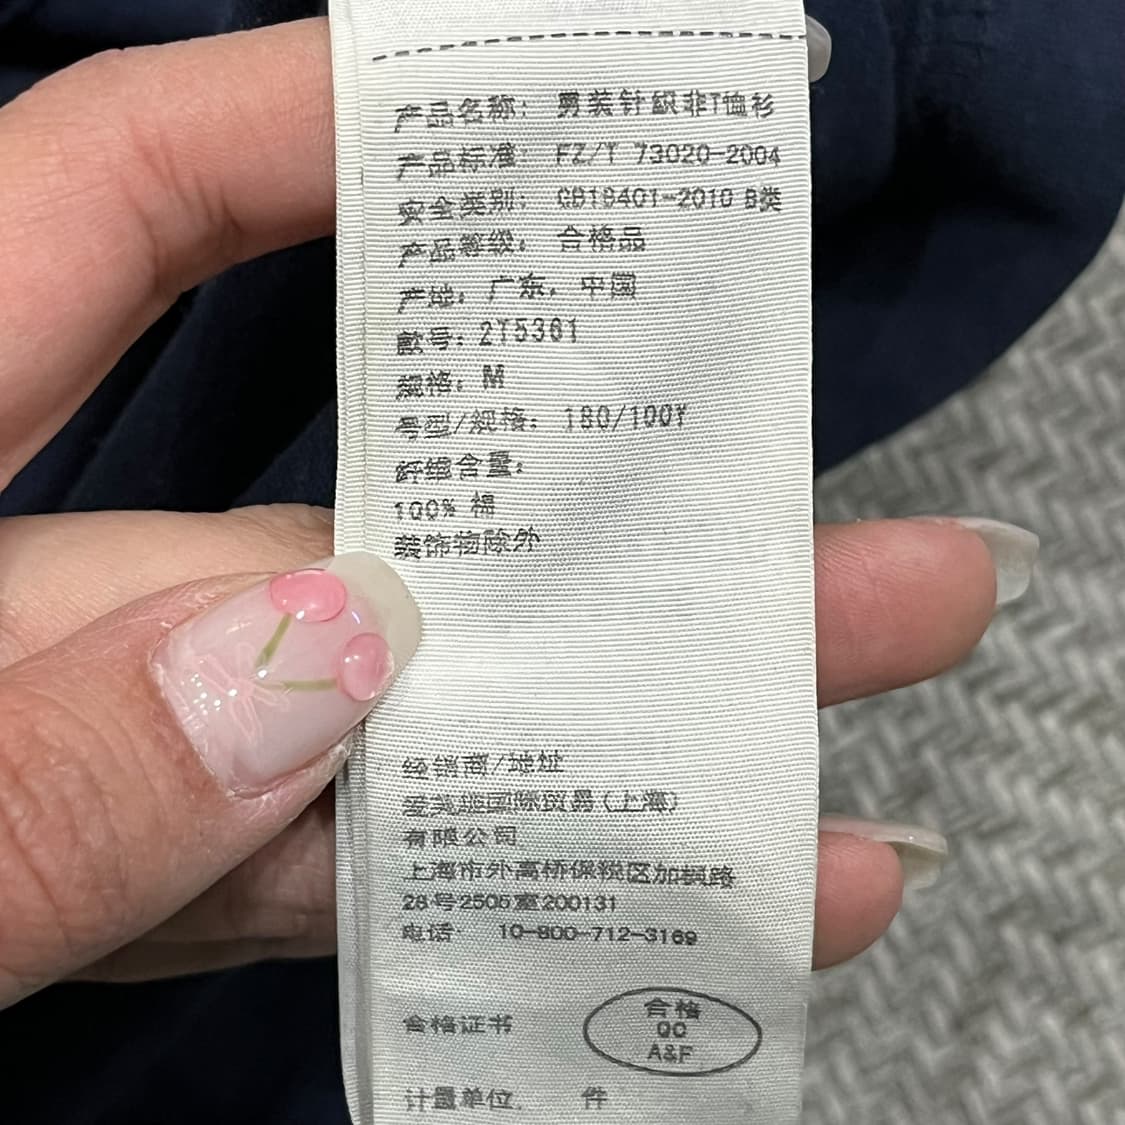 产品名称: 男装针织非T恤衫
产品标准: FZ/T 73020-2004
安全类别: GB18401-2010 B类
产品等级: 合格品
产地: 广东, 中国
款号: 2Y5361
规格: M
号型/规格: 180/100Y
纤维含量:
100% 棉
装饰物除外
经销商/地址
国际贸易(上海)
有限公司
上海市外高桥保税区加枫路
28号2505室200131
电话: 10-800-712-3169
合格证书
合格
QC
A&F
计量单位. 件